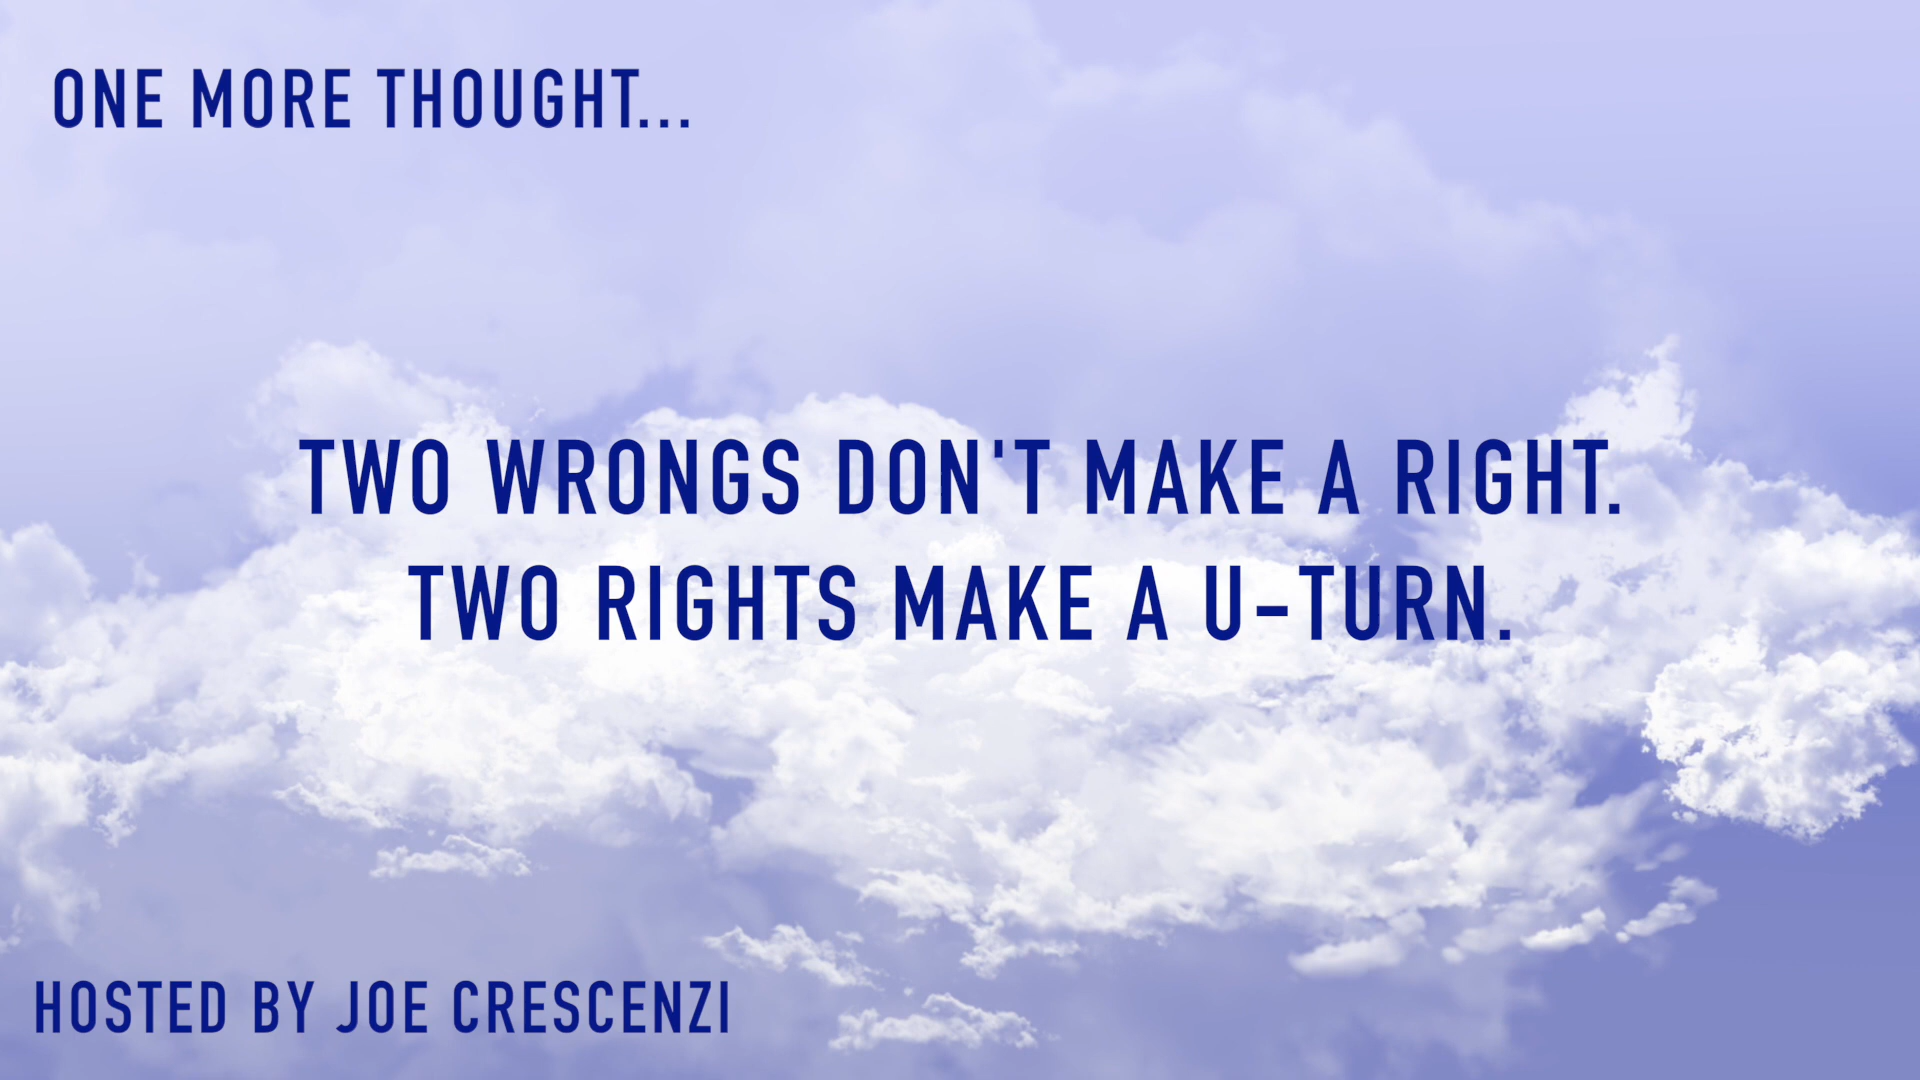 ONE MORE THOUGHT...
TWO WRONGS DON'T MAKE A RIGHT.
TWO RIGHTS MAKE A U-TURN.
HOSTED BY JOE CRESCENZI